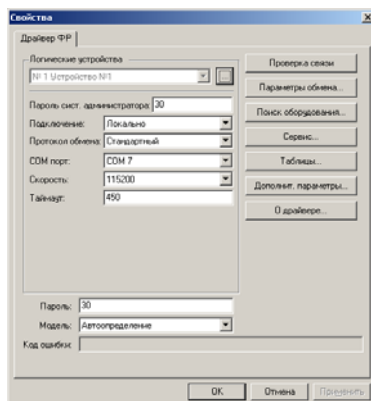 Свойства
Драйвер ФР
Логические устройства
№ 1 Устройство №1
...
Пароль сист. администратора: 30
Подключение: Локально
Протокол обмена: Стандартный
COM порт: COM 7
Скорость: 115200
Таймаут: 450
Проверка связи
Параметры обмена...
Поиск оборудования...
Сервис...
Таблицы...
Дополнит. параметры...
О драйвере...
Пароль: 30
Модель: Автоопределение
Код ошибки:
OK
Отмена
Применить